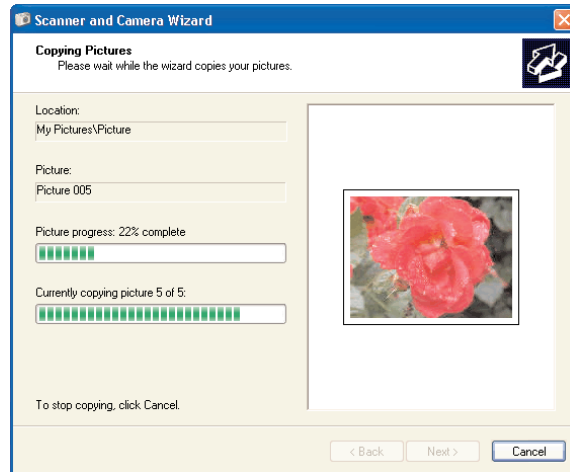 Scanner and Camera Wizard
Copying Pictures
Please wait while the wizard copies your pictures.
Location:
My Pictures\Picture
Picture:
Picture 005
Picture progress: 22% complete
Currently copying picture 5 of 5:
To stop copying, click Cancel.
< Back
Next >
Cancel